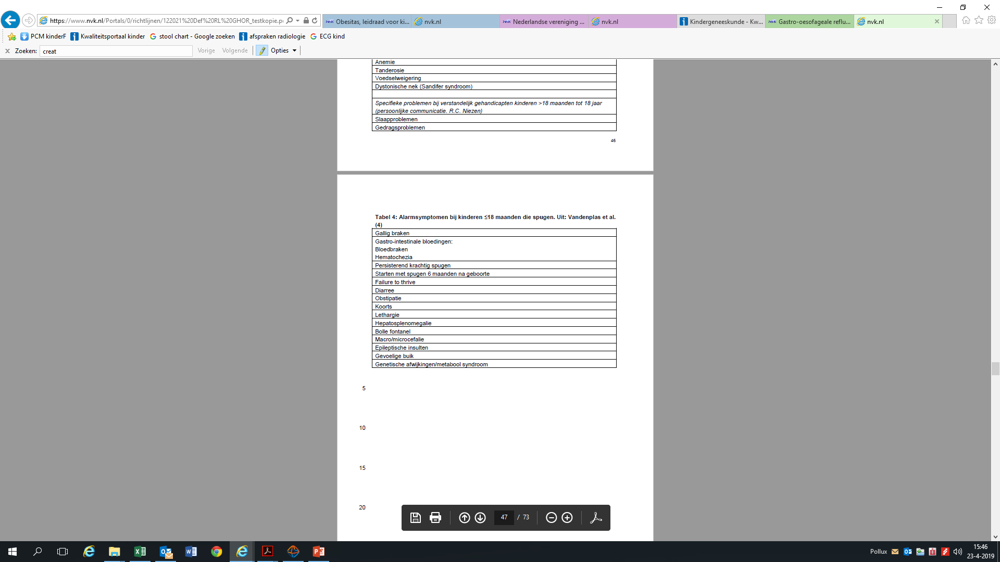 https://www.nvk.nl/Portals/0/richtlijnen/122021%20Def%20RL%20GHOR_testkopie.p
Obesitas, leidraad voor ki...
nvk.nl
nvk Nederlandse vereniging ...
nvk.nl
Kindergeneeskunde - Kw...
nvk Gastro-oesofageale reflu...
nvk.nl
PCM kinderF
Kwaliteitsportaal kinder
stool chart - Google zoeken
afspraken radiologie
ECG kind
Zoeken: creat Vorige Volgende Opties
Anemie
Tanderosie
Voedselweigering
Dystonische nek (Sandifer syndroom)
Specifieke problemen bij verstandelijk gehandicapten kinderen >18 maanden tot 18 jaar
(persoonlijke communicatie. R.C. Niezen)
Slaapproblemen
Gedragsproblemen
46
Tabel 4: Alarmsymptomen bij kinderen ≤18 maanden die spugen. Uit: Vandenplas et al.
(4)
Gallig braken
Gastro-intestinale bloedingen:
Bloedbraken
Hematochezia
Persisterend krachtig spugen
Starten met spugen 6 maanden na geboorte
Failure to thrive
Diarree
Obstipatie
Koorts
Lethargie
Hepatosplenomegalie
Bolle fontanel
Macro/microcefalie
Epileptische insulten
Gevoelige buik
Genetische afwijkingen/metabool syndroom
5
10
15
20
47 / 73
Pollux
15:46
23-4-2019